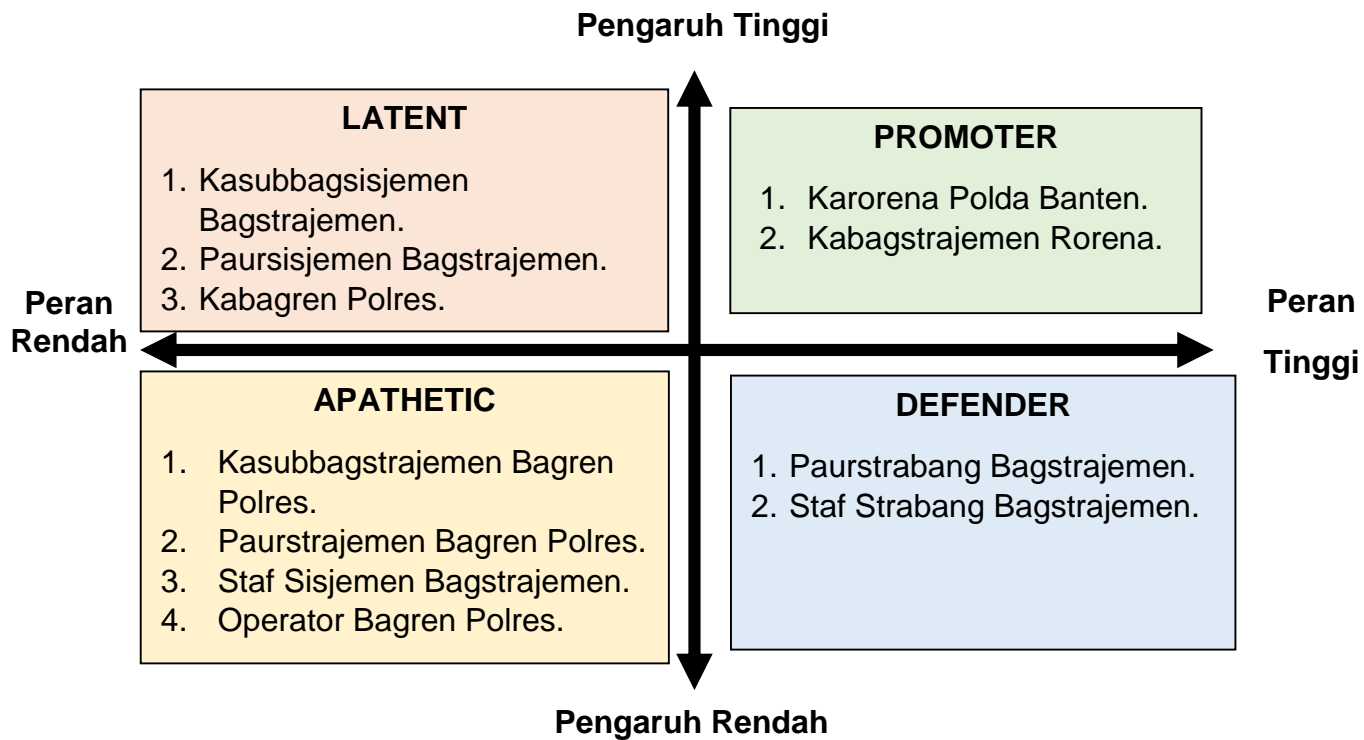 Pengaruh Tinggi
LATENT
1. Kasubbagsisjemen
Bagstrajemen.
2. Paursisjemen Bagstrajemen.
3. Kabagren Polres.
PROMOTER
1. Karorena Polda Banten.
2. Kabagstrajemen Rorena.
Peran
Rendah
Peran
Tinggi
APATHETIC
1. Kasubbagstrajemen Bagren
Polres.
2. Paurstrajemen Bagren Polres.
3. Staf Sisjemen Bagstrajemen.
4. Operator Bagren Polres.
DEFENDER
1. Paurstrabang Bagstrajemen.
2. Staf Strabang Bagstrajemen.
Pengaruh Rendah